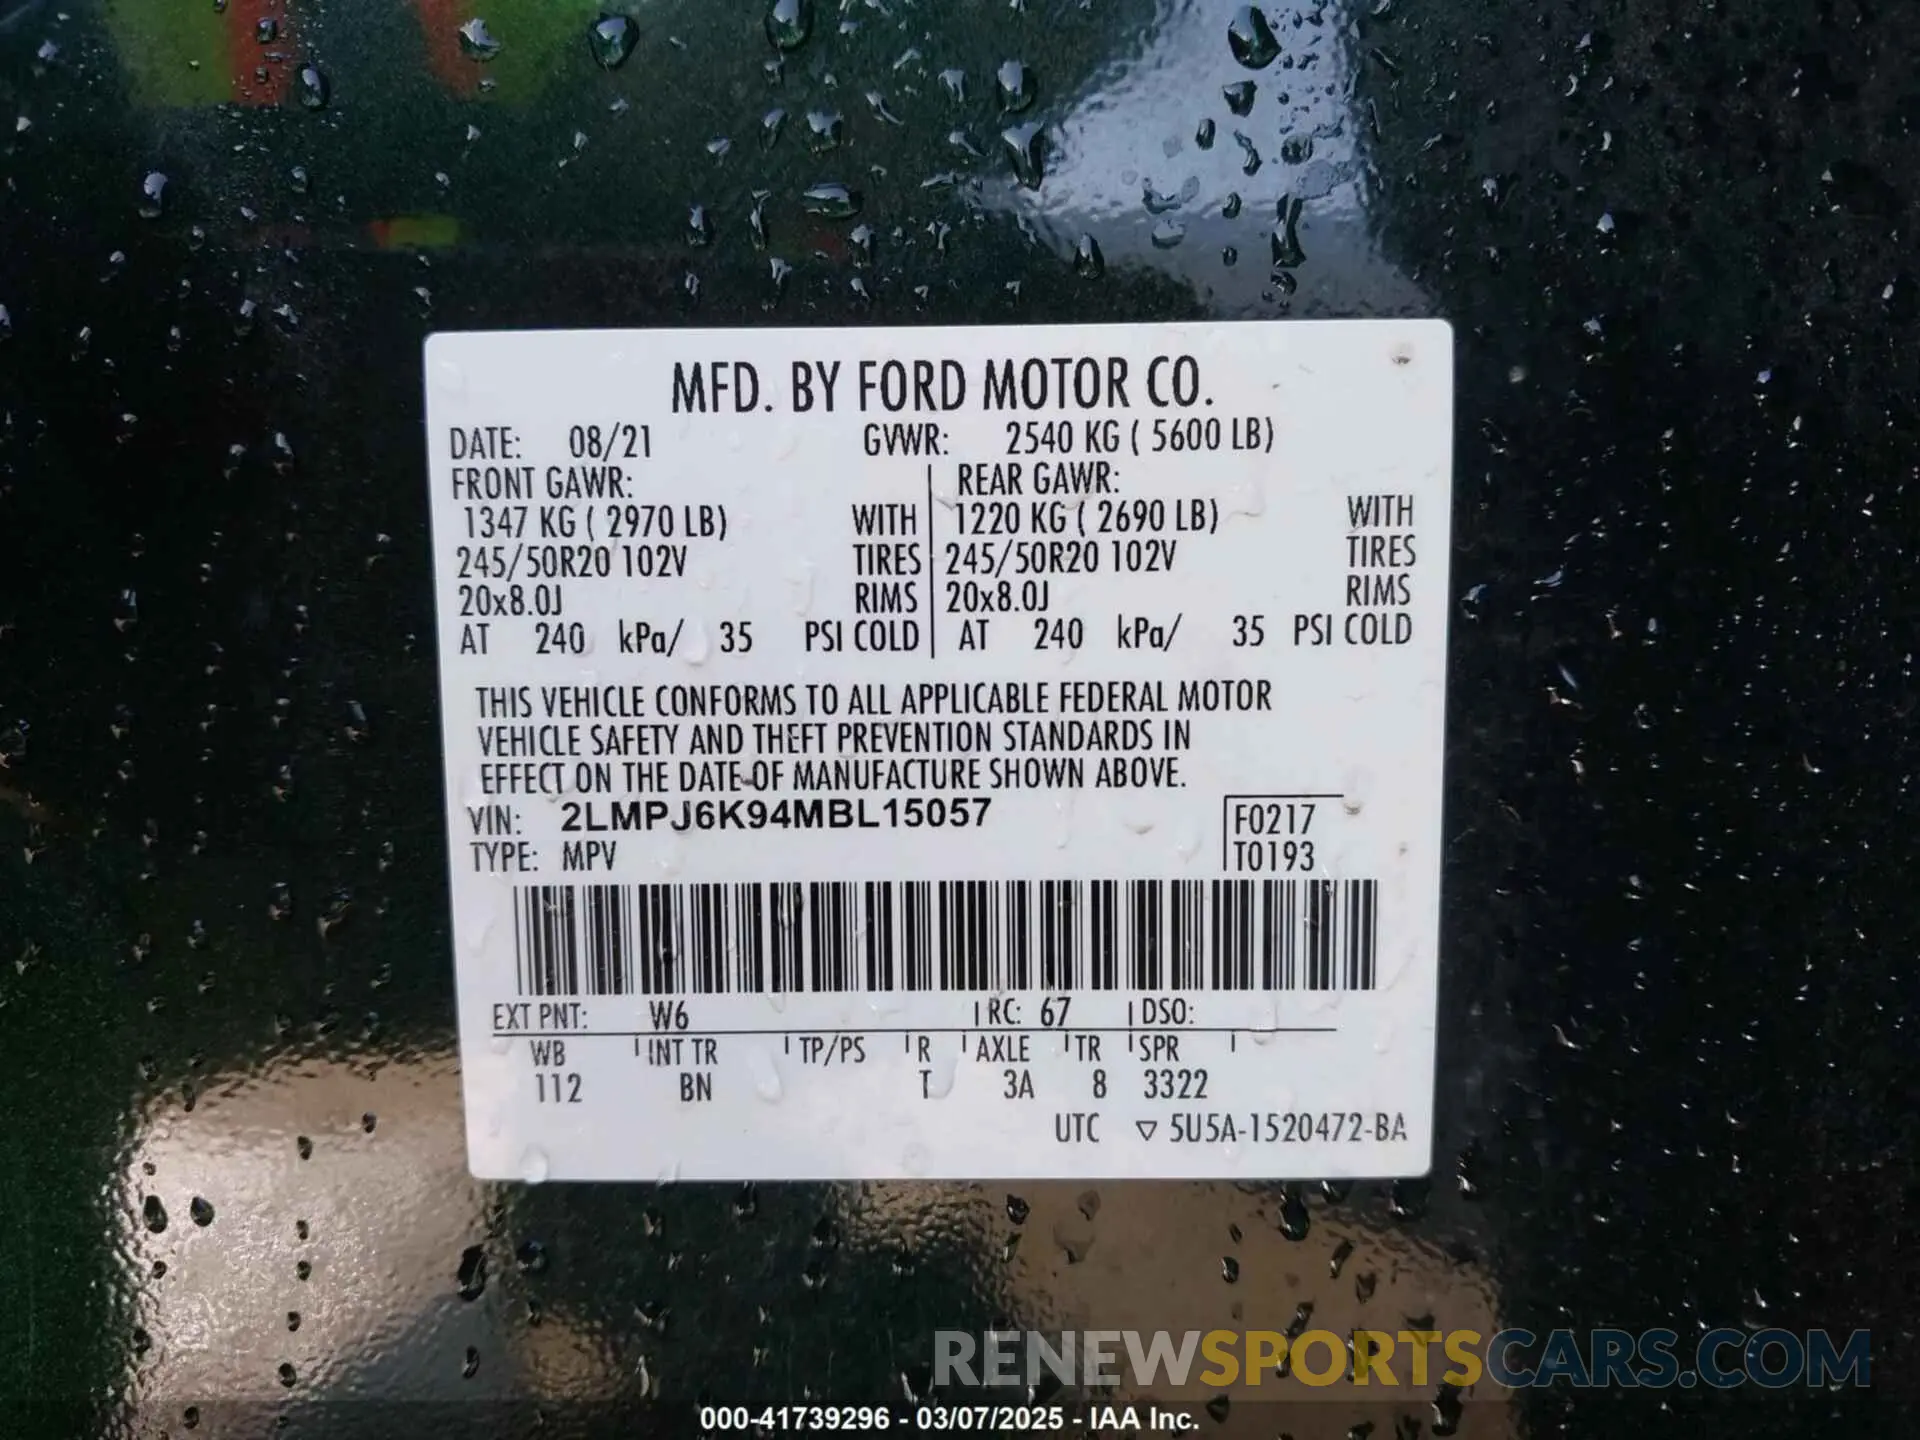 MFD. BY FORD MOTOR CO.
DATE: 08/21 GVWR: 2540 KG ( 5600 LB)
FRONT GAWR: REAR GAWR:
1347 KG ( 2970 LB) WITH 1220 KG ( 2690 LB) WITH
245/50R20 102V TIRES 245/50R20 102V TIRES
20x8.0J RIMS 20x8.0J RIMS
AT 240 kPa/ 35 PSI COLD AT 240 kPa/ 35 PSI COLD
THIS VEHICLE CONFORMS TO ALL APPLICABLE FEDERAL MOTOR
VEHICLE SAFETY AND THEFT PREVENTION STANDARDS IN
EFFECT ON THE DATE OF MANUFACTURE SHOWN ABOVE.
VIN: 2LMPJ6K94MBL15057 F0217
TYPE: MPV T0193
EXT PNT: W6 RC: 67 DSO:
WB INT TR TP/PS R AXLE TR SPR
112 BN T 3A 8 3322
UTC ▽ 5U5A-1520472-BA
RENEWSPORTSCARS.COM
000-41739296 - 03/07/2025 - IAA Inc.